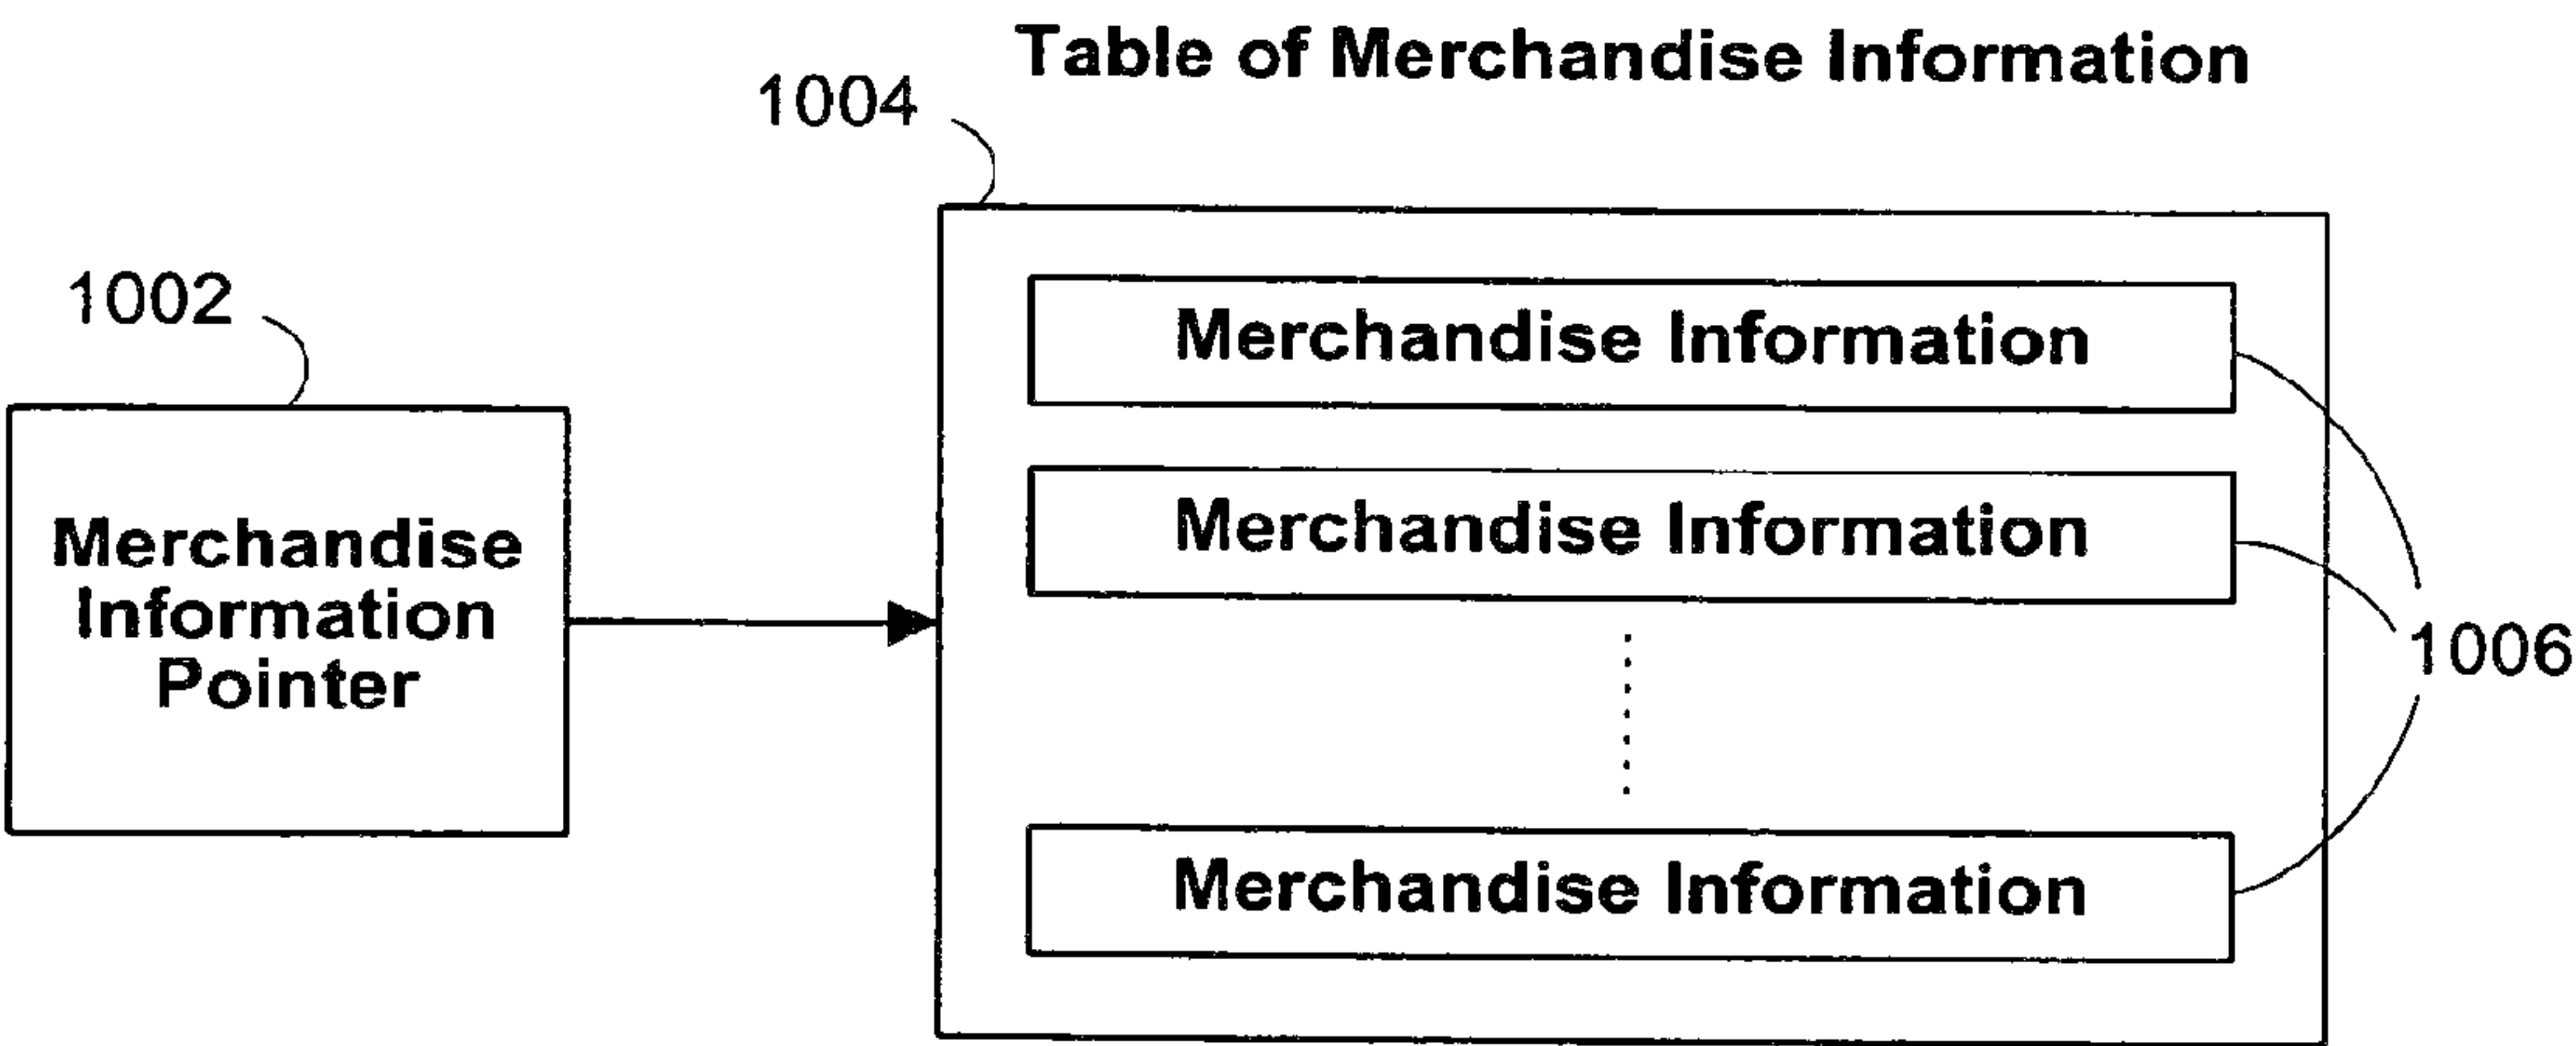 Table of Merchandise Information
1004
1002
Merchandise Information
Merchandise Information
Merchandise
Information
Pointer
1006
Merchandise Information